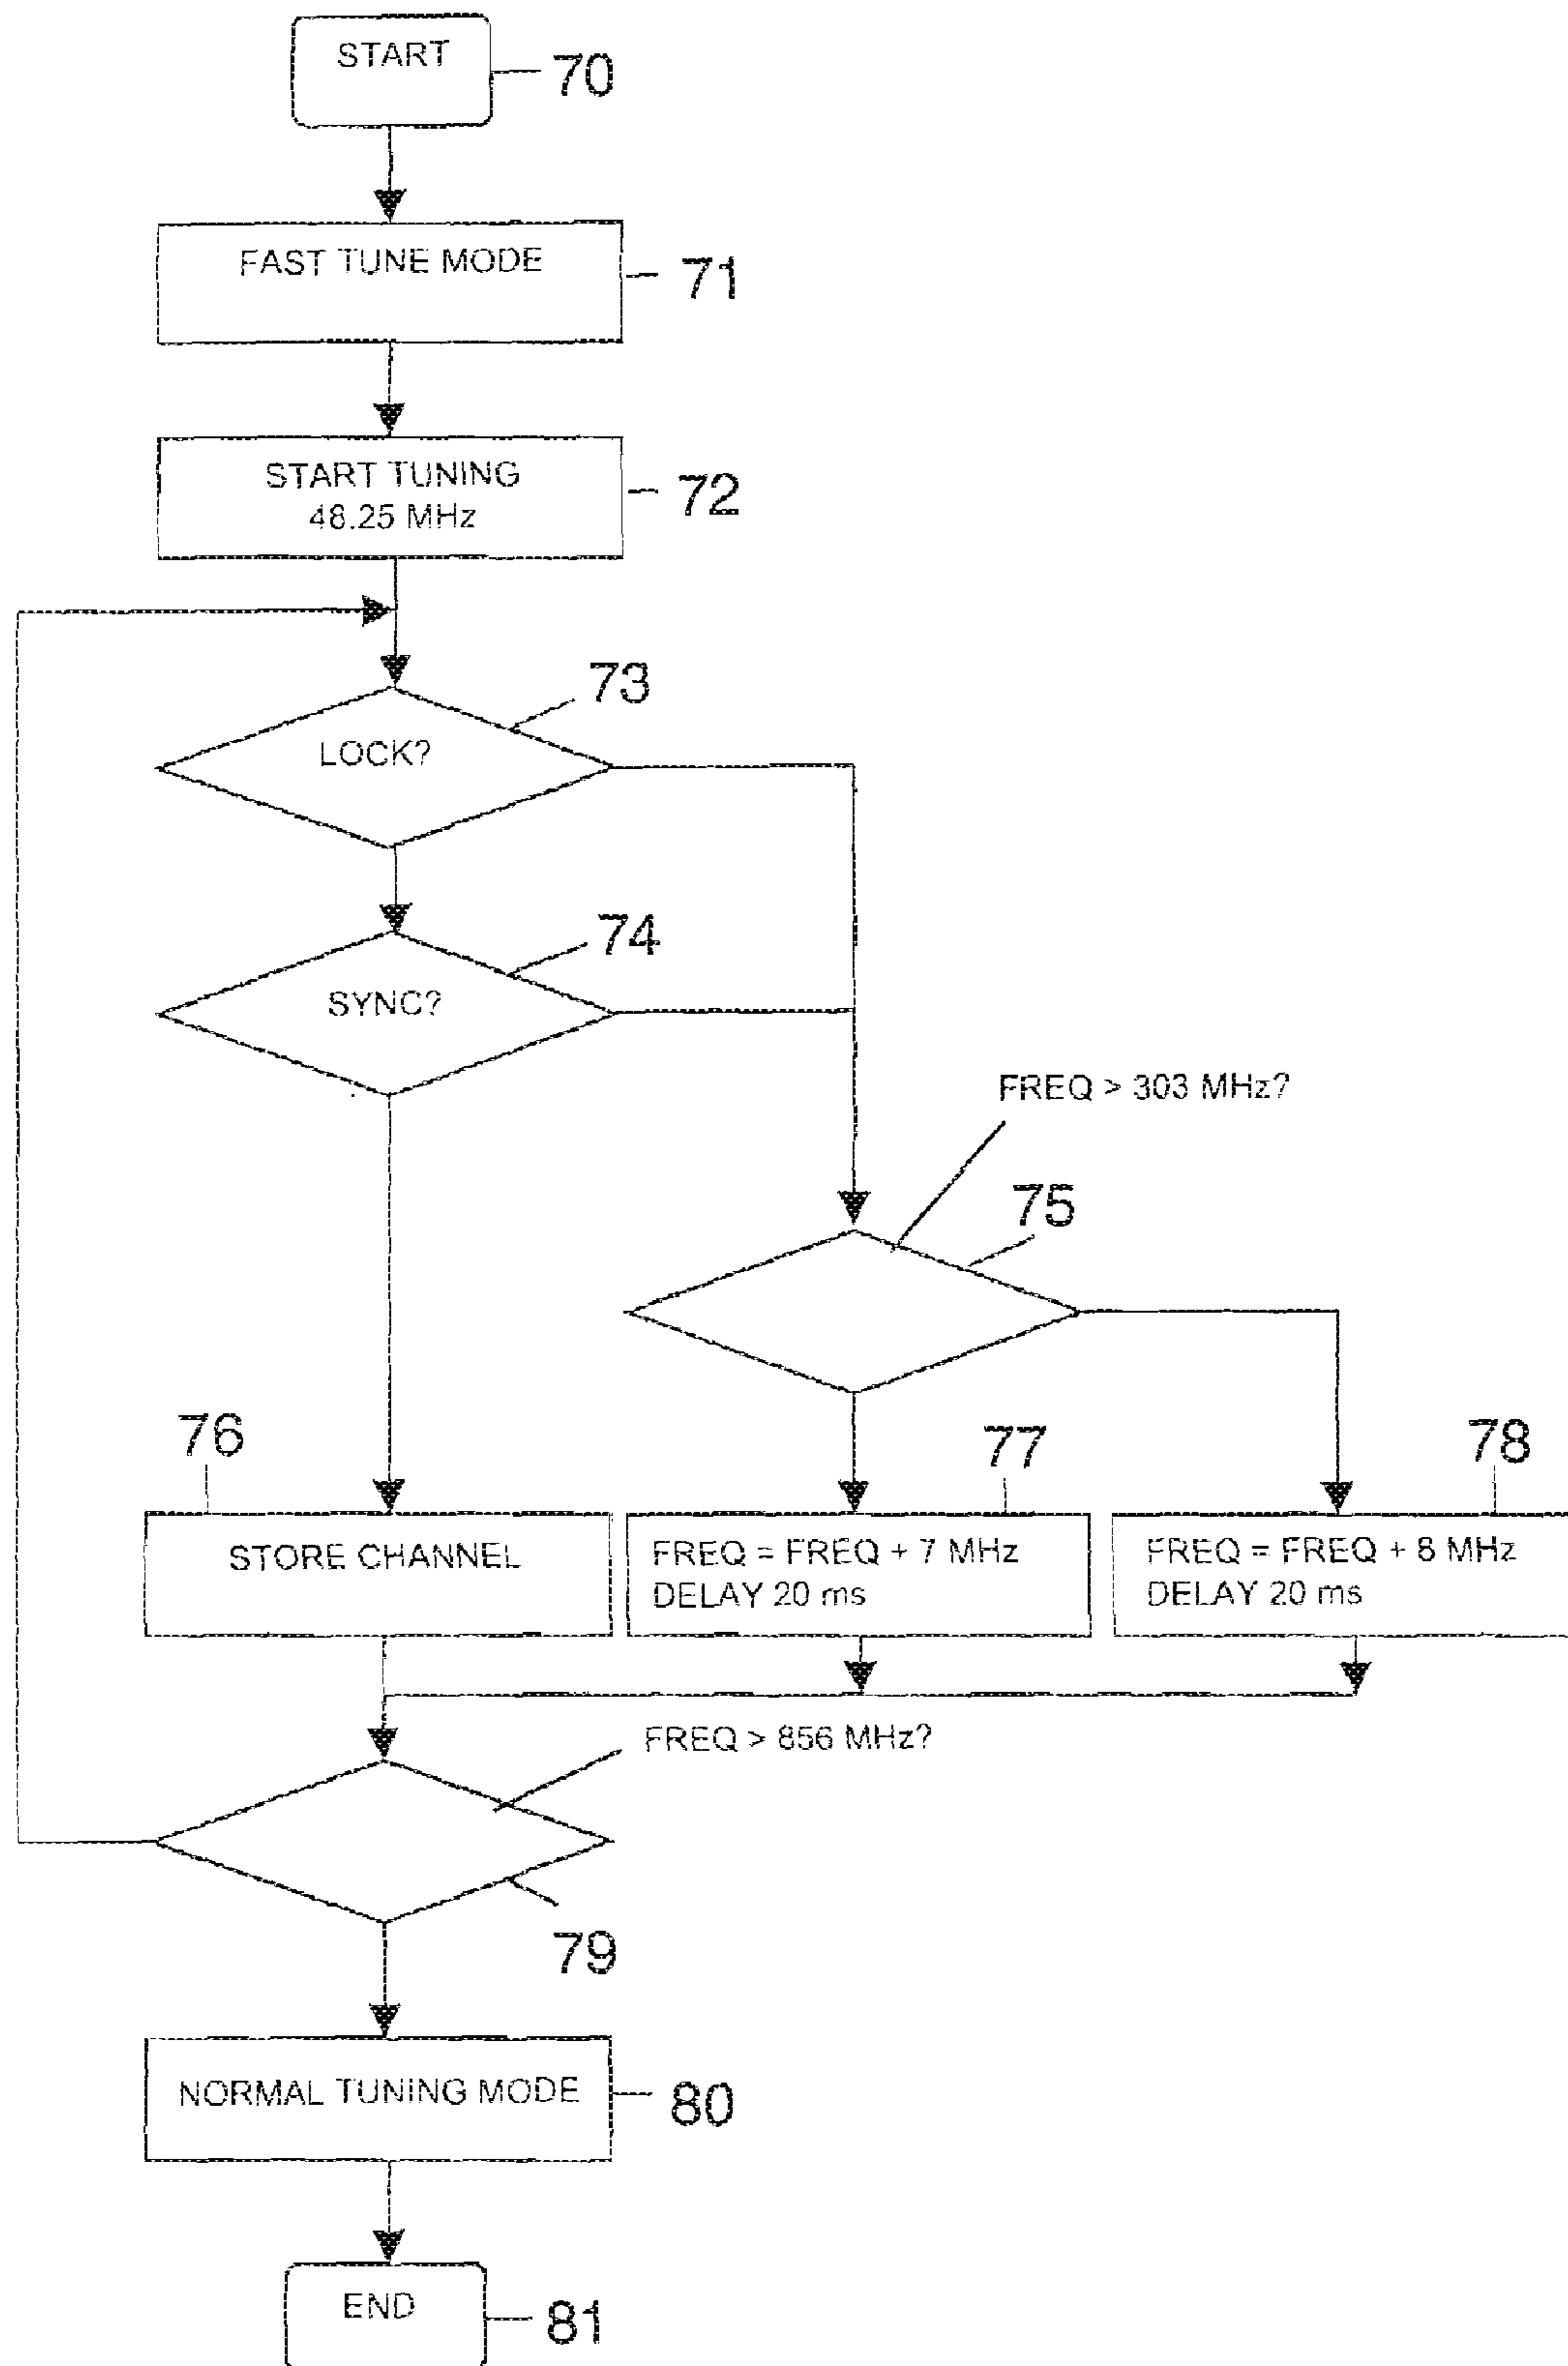 START
70
FAST TUNE MODE
71
START TUNING
48.25 MHz
72
73
LOCK?
74
SYNC?
FREQ > 303 MHz?
75
76
77
78
STORE CHANNEL
FREQ = FREQ + 7 MHz
DELAY 20 ms
FREQ = FREQ + 8 MHz
DELAY 20 ms
FREQ > 856 MHz?
79
NORMAL TUNING MODE
80
END
81